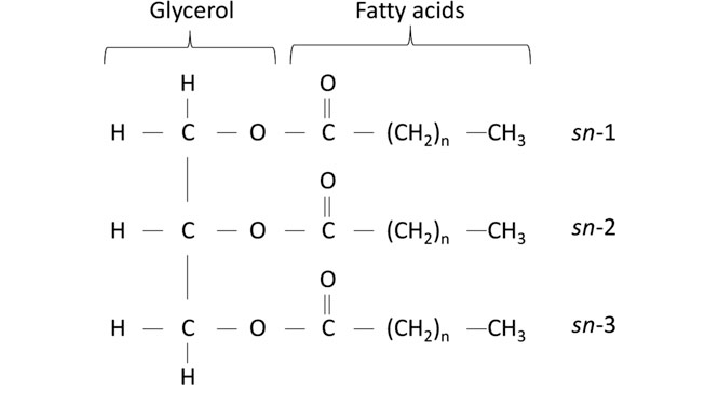 Glycerol Fatty acids
H O
H — C — O — C — (CH₂)ₙ —CH₃ sn-1
O
H — C — O — C — (CH₂)ₙ —CH₃ sn-2
O
H — C — O — C — (CH₂)ₙ —CH₃ sn-3
H